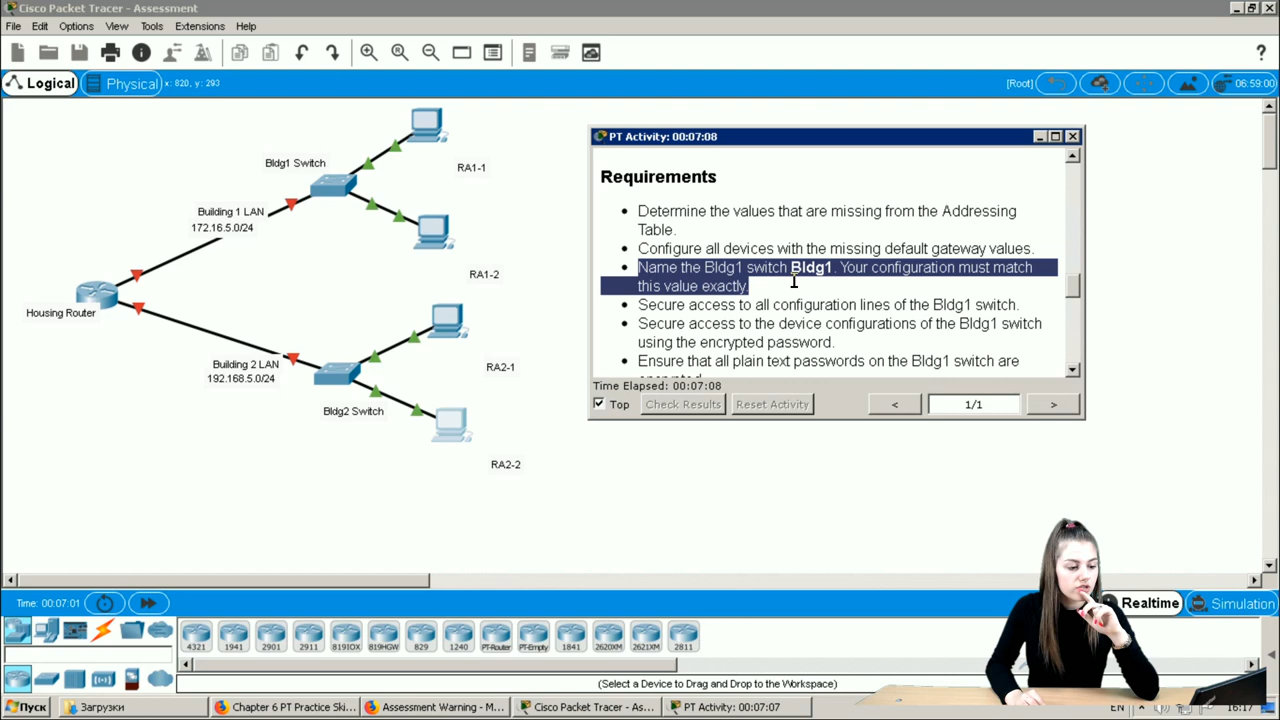 Cisco Packet Tracer - Assessment
File Edit Options View Tools Extensions Help
Logical Physical x: 820, y: 293 [Root] 06:59:00
Bldg1 Switch
RA1-1
Building 1 LAN
172.16.5.0/24
RA1-2
Housing Router
Building 2 LAN
192.168.5.0/24
RA2-1
Bldg2 Switch
RA2-2
PT Activity: 00:07:08
Requirements
Determine the values that are missing from the Addressing
Table.
Configure all devices with the missing default gateway values.
Name the Bldg1 switch Bldg1. Your configuration must match
this value exactly.
Secure access to all configuration lines of the Bldg1 switch.
Secure access to the device configurations of the Bldg1 switch
using the encrypted password.
Ensure that all plain text passwords on the Bldg1 switch are
Time Elapsed: 00:07:08
Top Check Results Reset Activity < 1/1 >
Time: 00:07:01 Realtime Simulation
4321 1941 2901 2911 819IOX 819HGW 829 1240 PT-Router PT-Empty 1841 2620XM 2621XM 2811
(Select a Device to Drag and Drop to the Workspace)
Пуск Загрузки Chapter 6 PT Practice Ski... Assessment Warning - M... Cisco Packet Tracer - As... PT Activity: 00:07:07 EN 16:17